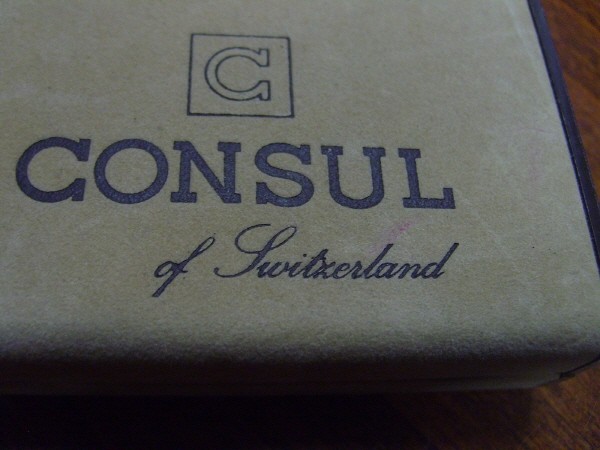 C
CONSUL
of Switzerland